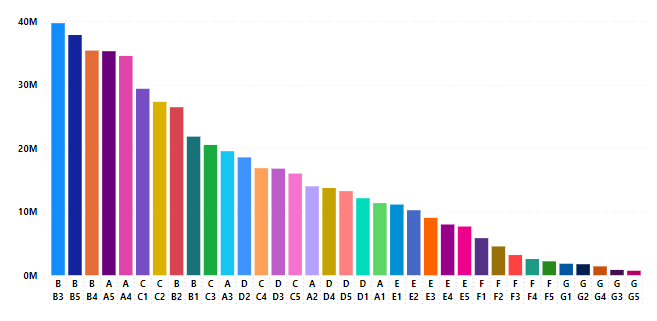 40M
30M
20M
10M
0M
B B B A A C C B B C A D C D C A D D D A E E E E E F F F F F G G G G G
B3 B5 B4 A5 A4 C1 C2 B2 B1 C3 A3 D2 C4 D3 C5 A2 D4 D5 D1 A1 E1 E2 E3 E4 E5 F1 F2 F3 F4 F5 G1 G2 G4 G3 G5